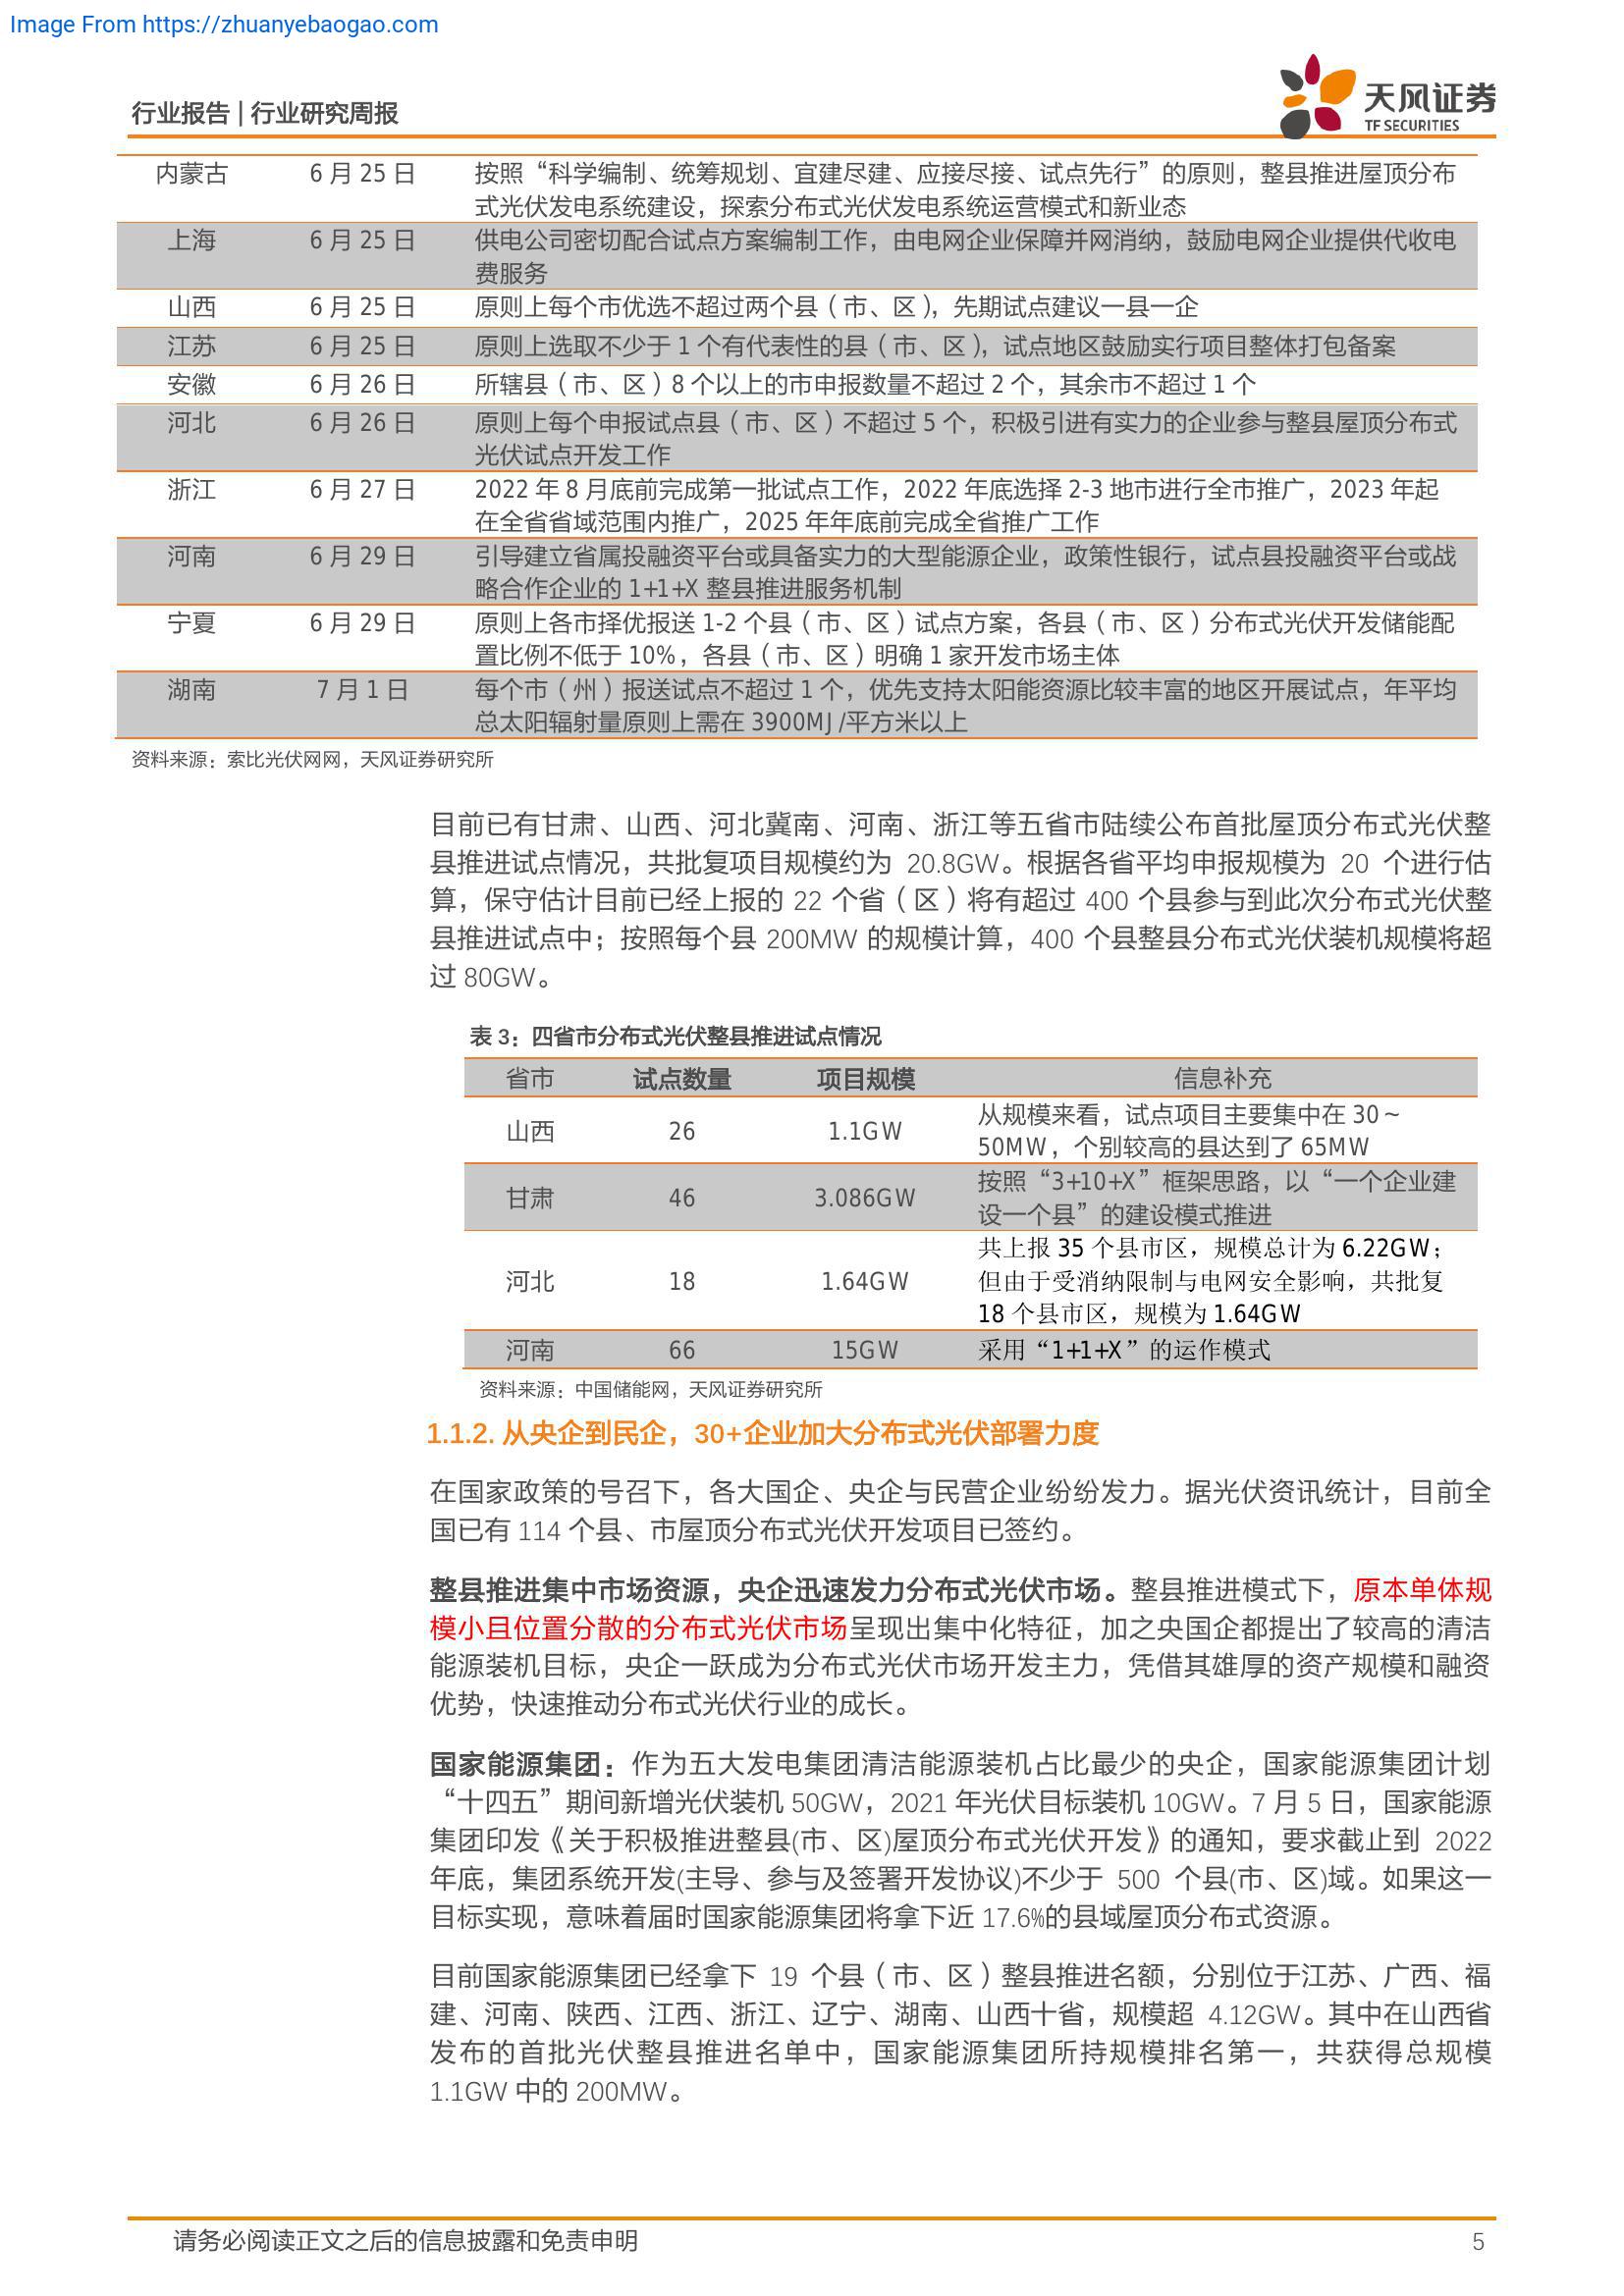 Image From https://zhuanyebaogao.com
行业报告 | 行业研究周报
天风证券
TF SECURITIES
内蒙古 6 月 25 日 按照“科学编制、统筹规划、宜建尽建、应接尽接、试点先行”的原则，整县推进屋顶分布
式光伏发电系统建设，探索分布式光伏发电系统运营模式和新业态
上海 6 月 25 日 供电公司密切配合试点方案编制工作，由电网企业保障并网消纳，鼓励电网企业提供代收电
费服务
山西 6 月 25 日 原则上每个市优选不超过两个县（市、区），先期试点建议一县一企
江苏 6 月 25 日 原则上选取不少于 1 个有代表性的县（市、区），试点地区鼓励实行项目整体打包备案
安徽 6 月 26 日 所辖县（市、区）8 个以上的市申报数量不超过 2 个，其余市不超过 1 个
河北 6 月 26 日 原则上每个申报试点县（市、区）不超过 5 个，积极引进有实力的企业参与整县屋顶分布式
光伏试点开发工作
浙江 6 月 27 日 2022 年 8 月底前完成第一批试点工作，2022 年底选择 2-3 地市进行全市推广，2023 年起
在全省省域范围内推广，2025 年年底前完成全省推广工作
河南 6 月 29 日 引导建立省属投融资平台或具备实力的大型能源企业，政策性银行，试点县投融资平台或战
略合作企业的 1+1+X 整县推进服务机制
宁夏 6 月 29 日 原则上各市择优报送 1-2 个县（市、区）试点方案，各县（市、区）分布式光伏开发储能配
置比例不低于 10%，各县（市、区）明确 1 家开发市场主体
湖南 7 月 1 日 每个市（州）报送试点不超过 1 个，优先支持太阳能资源比较丰富的地区开展试点，年平均
总太阳辐射量原则上需在 3900MJ/平方米以上
资料来源：索比光伏网网，天风证券研究所
目前已有甘肃、山西、河北冀南、河南、浙江等五省市陆续公布首批屋顶分布式光伏整
县推进试点情况，共批复项目规模约为 20.8GW。根据各省平均申报规模为 20 个进行估
算，保守估计目前已经上报的 22 个省（区）将有超过 400 个县参与到此次分布式光伏整
县推进试点中；按照每个县 200MW 的规模计算，400 个县整县分布式光伏装机规模将超
过 80GW。
表 3：四省市分布式光伏整县推进试点情况
省市 试点数量 项目规模 信息补充
山西 26 1.1GW 从规模来看，试点项目主要集中在 30～
50MW，个别较高的县达到了 65MW
甘肃 46 3.086GW 按照“3+10+X”框架思路，以“一个企业建
设一个县”的建设模式推进
河北 18 1.64GW 共上报 35 个县市区，规模总计为 6.22GW；
但由于受消纳限制与电网安全影响，共批复
18 个县市区，规模为 1.64GW
河南 66 15GW 采用“1+1+X”的运作模式
资料来源：中国储能网，天风证券研究所
1.1.2. 从央企到民企，30+企业加大分布式光伏部署力度
在国家政策的号召下，各大国企、央企与民营企业纷纷发力。据光伏资讯统计，目前全
国已有 114 个县、市屋顶分布式光伏开发项目已签约。
整县推进集中市场资源，央企迅速发力分布式光伏市场。整县推进模式下，原本单体规
模小且位置分散的分布式光伏市场呈现出集中化特征，加之央国企都提出了较高的清洁
能源装机目标，央企一跃成为分布式光伏市场开发主力，凭借其雄厚的资产规模和融资
优势，快速推动分布式光伏行业的成长。
国家能源集团：作为五大发电集团清洁能源装机占比最少的央企，国家能源集团计划
“十四五”期间新增光伏装机 50GW，2021 年光伏目标装机 10GW。7 月 5 日，国家能源
集团印发《关于积极推进整县(市、区)屋顶分布式光伏开发》的通知，要求截止到 2022
年底，集团系统开发(主导、参与及签署开发协议)不少于 500 个县(市、区)域。如果这一
目标实现，意味着届时国家能源集团将拿下近 17.6%的县域屋顶分布式资源。
目前国家能源集团已经拿下 19 个县（市、区）整县推进名额，分别位于江苏、广西、福
建、河南、陕西、江西、浙江、辽宁、湖南、山西十省，规模超 4.12GW。其中在山西省
发布的首批光伏整县推进名单中，国家能源集团所持规模排名第一，共获得总规模
1.1GW 中的 200MW。
请务必阅读正文之后的信息披露和免责申明 5